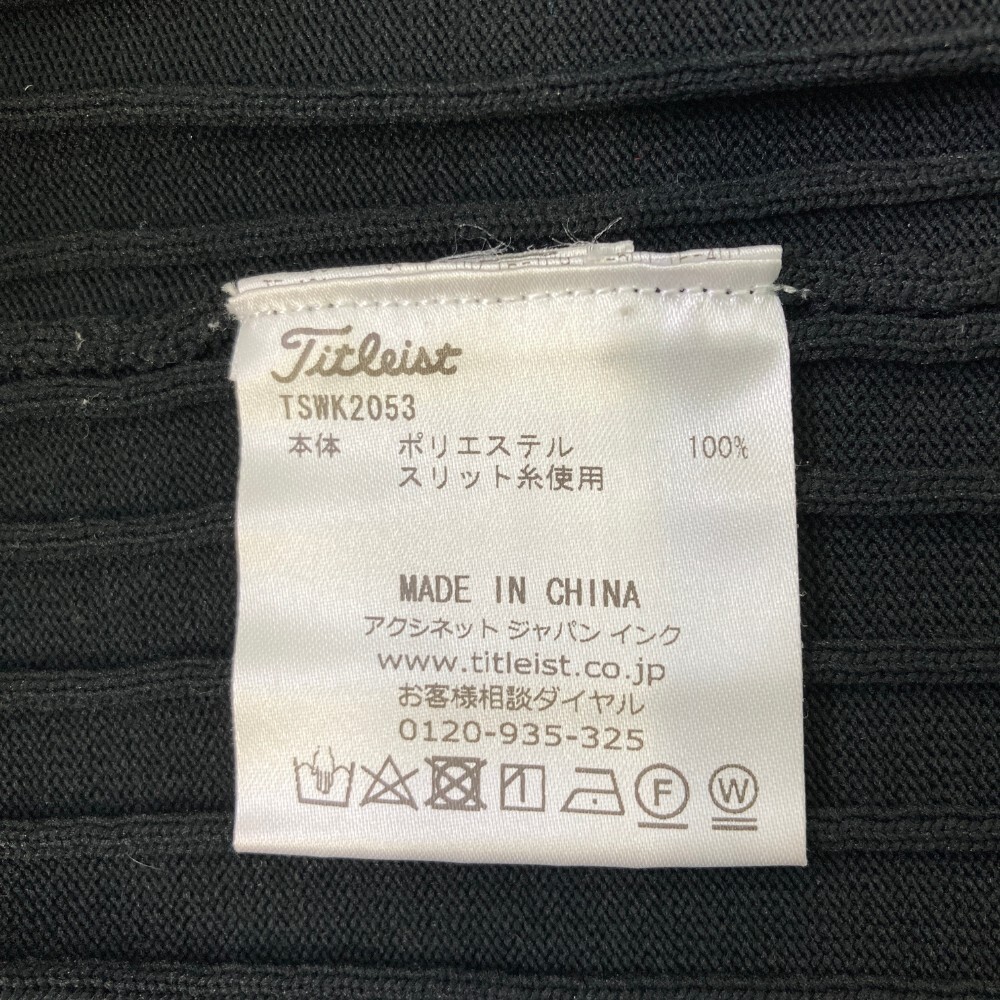 Titleist
TSWK2053
本体 ポリエステル 100%
スリット糸使用
MADE IN CHINA
アクシネット ジャパン インク
www.titleist.co.jp
お客様相談ダイヤル
0120-935-325
F W